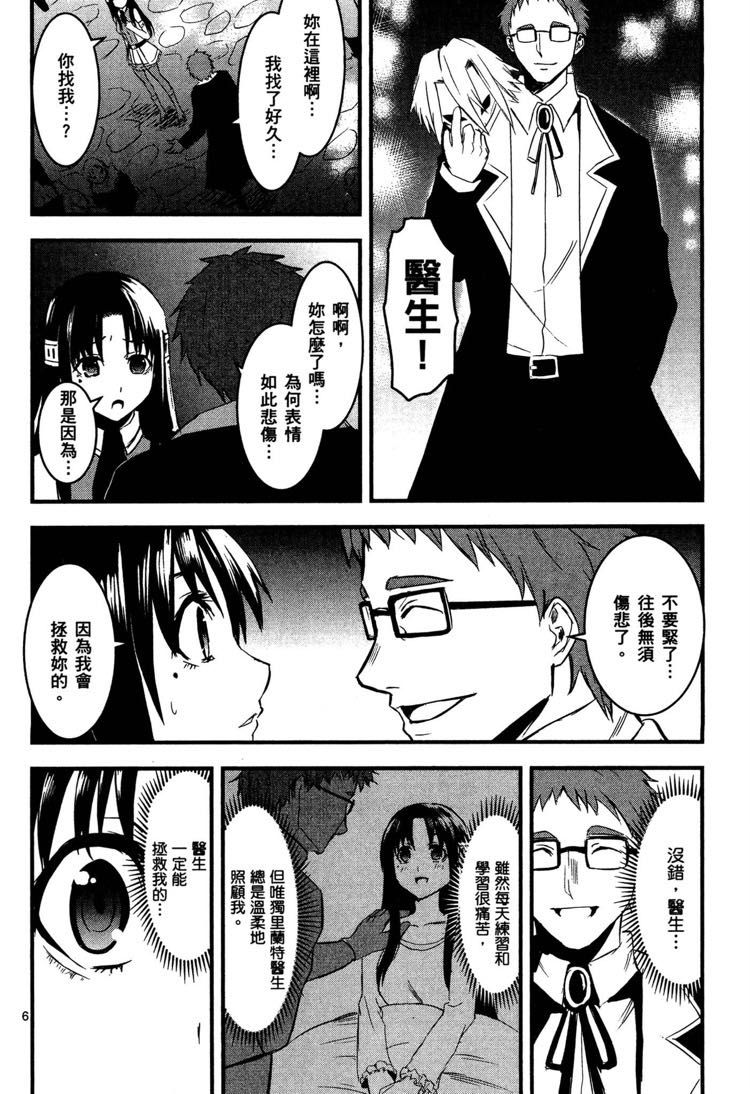 醫生！
妳在這裡啊…
我找了好久…
你找我…？
啊啊，
妳怎麼了嗎…
為何表情
如此悲傷…
那是因為…
不要緊了…
往後無須
傷悲了。
因為我會
拯救妳的。
沒錯，醫生…
雖然每天練習和
學習很痛苦，
但唯獨里蘭特醫生
總是溫柔地
照顧我。
醫生
一定能
拯救我的…
6